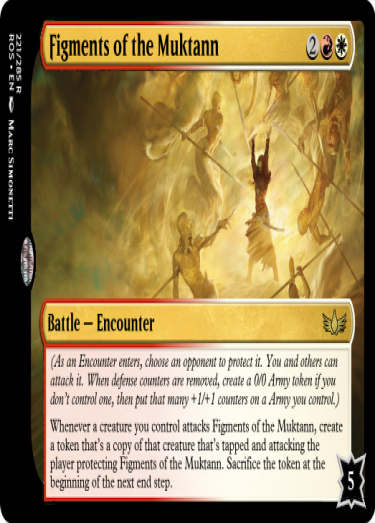 Figments of the Muktann
2
Battle – Encounter
(As an Encounter enters, choose an opponent to protect it. You and others can
attack it. When defense counters are removed, create a 0/0 Army token if you
don't control one, then put that many +1/+1 counters on a Army you control.)
Whenever a creature you control attacks Figments of the Muktann, create
a token that's a copy of that creature that's tapped and attacking the
player protecting Figments of the Muktann. Sacrifice the token at the
beginning of the next end step.
5
221/285 R
ROS • EN MARC SIMONETTI